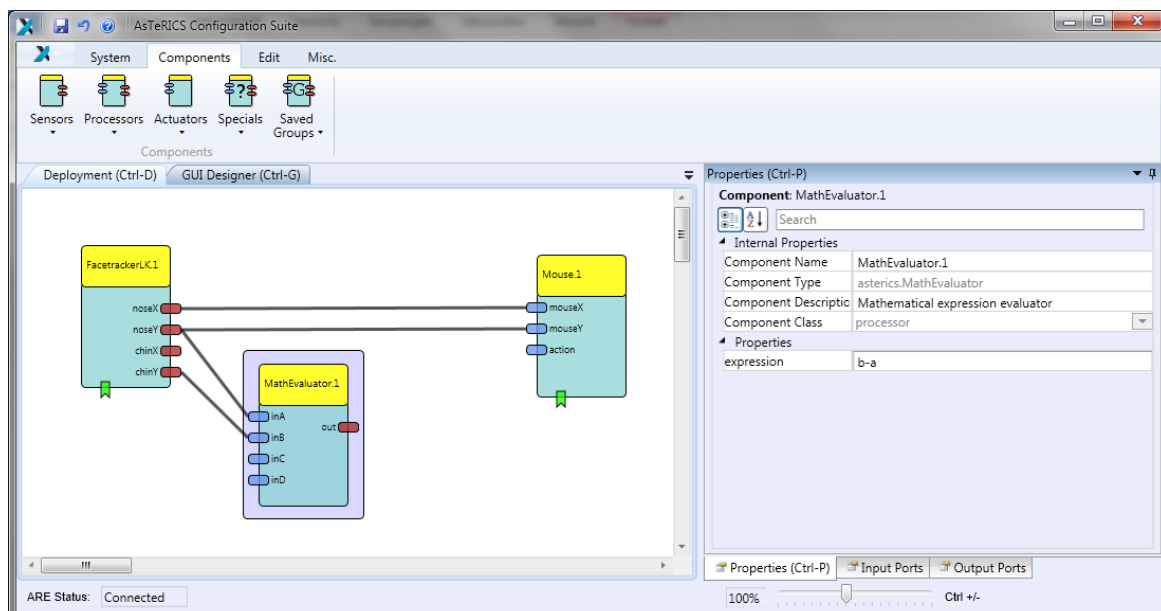 AsTeRICS Configuration Suite
System Components Edit Misc.
Sensors Processors Actuators Specials Saved Groups
Components
Deployment (Ctrl-D) GUI Designer (Ctrl-G)
Properties (Ctrl-P)
Component: MathEvaluator.1
Search
Internal Properties
Component Name MathEvaluator.1
Component Type asterics.MathEvaluator
Component Descriptio Mathematical expression evaluator
Component Class processor
Properties
expression b-a
FacetrackerLK.1
noseX
noseY
chinX
chinY
MathEvaluator.1
inA
inB
inC
inD
out
Mouse.1
mouseX
mouseY
action
Properties (Ctrl-P) Input Ports Output Ports
ARE Status: Connected
100% Ctrl +/-